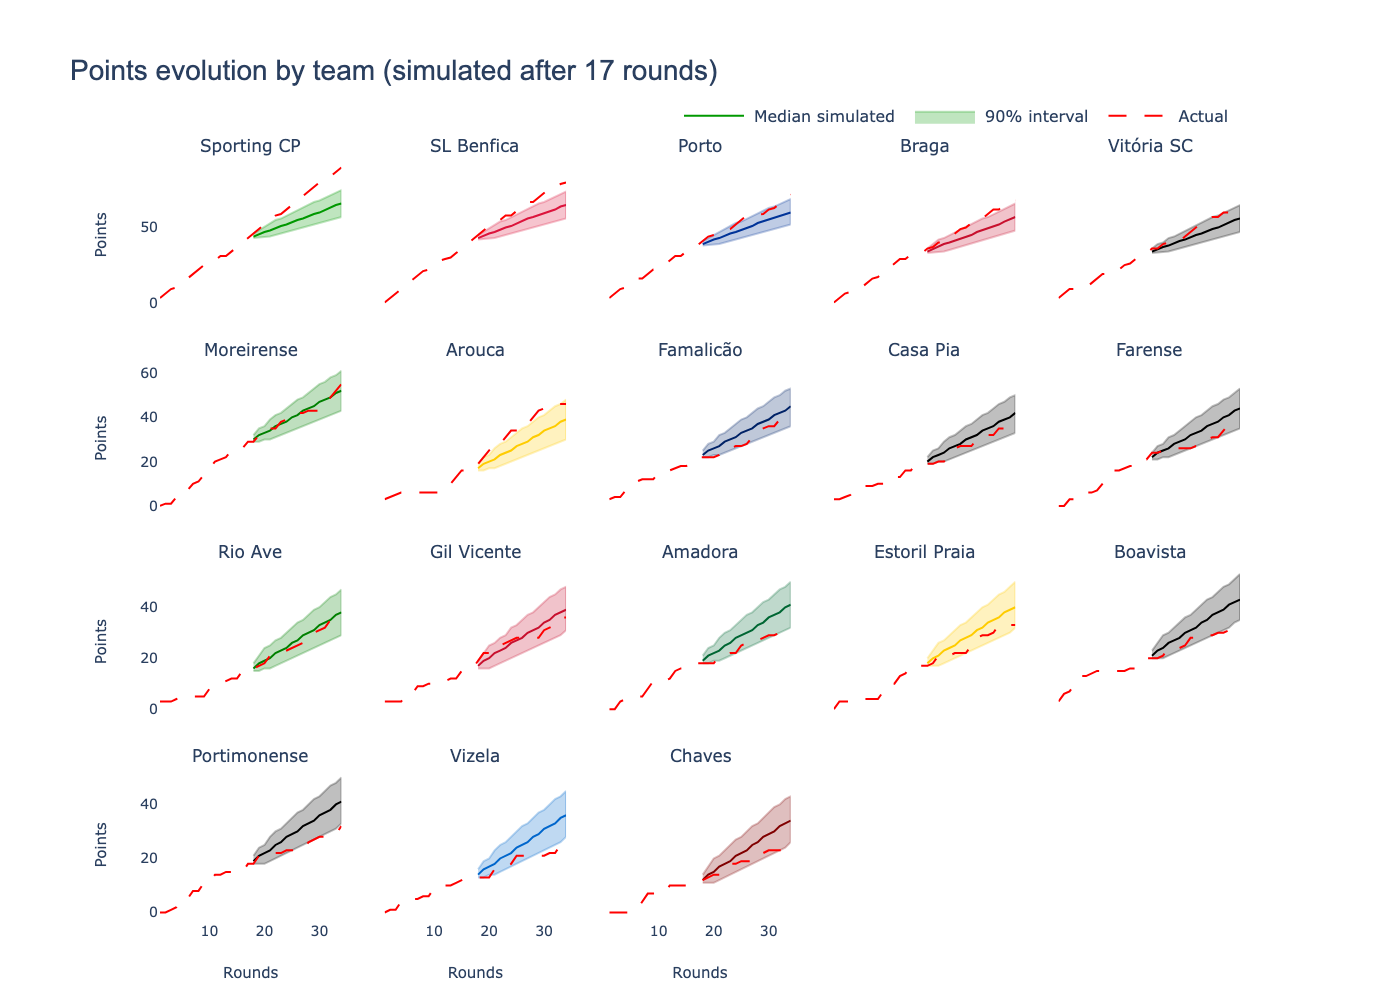 Points evolution by team (simulated after 17 rounds)
Median simulated 90% interval Actual
Sporting CP SL Benfica Porto Braga Vitória SC
Points
50
0
Moreirense Arouca Famalicão Casa Pia Farense
Points
60
40
20
0
Rio Ave Gil Vicente Amadora Estoril Praia Boavista
Points
40
20
0
Portimonense Vizela Chaves
Points
40
20
0
10 20 30 10 20 30 10 20 30
Rounds Rounds Rounds